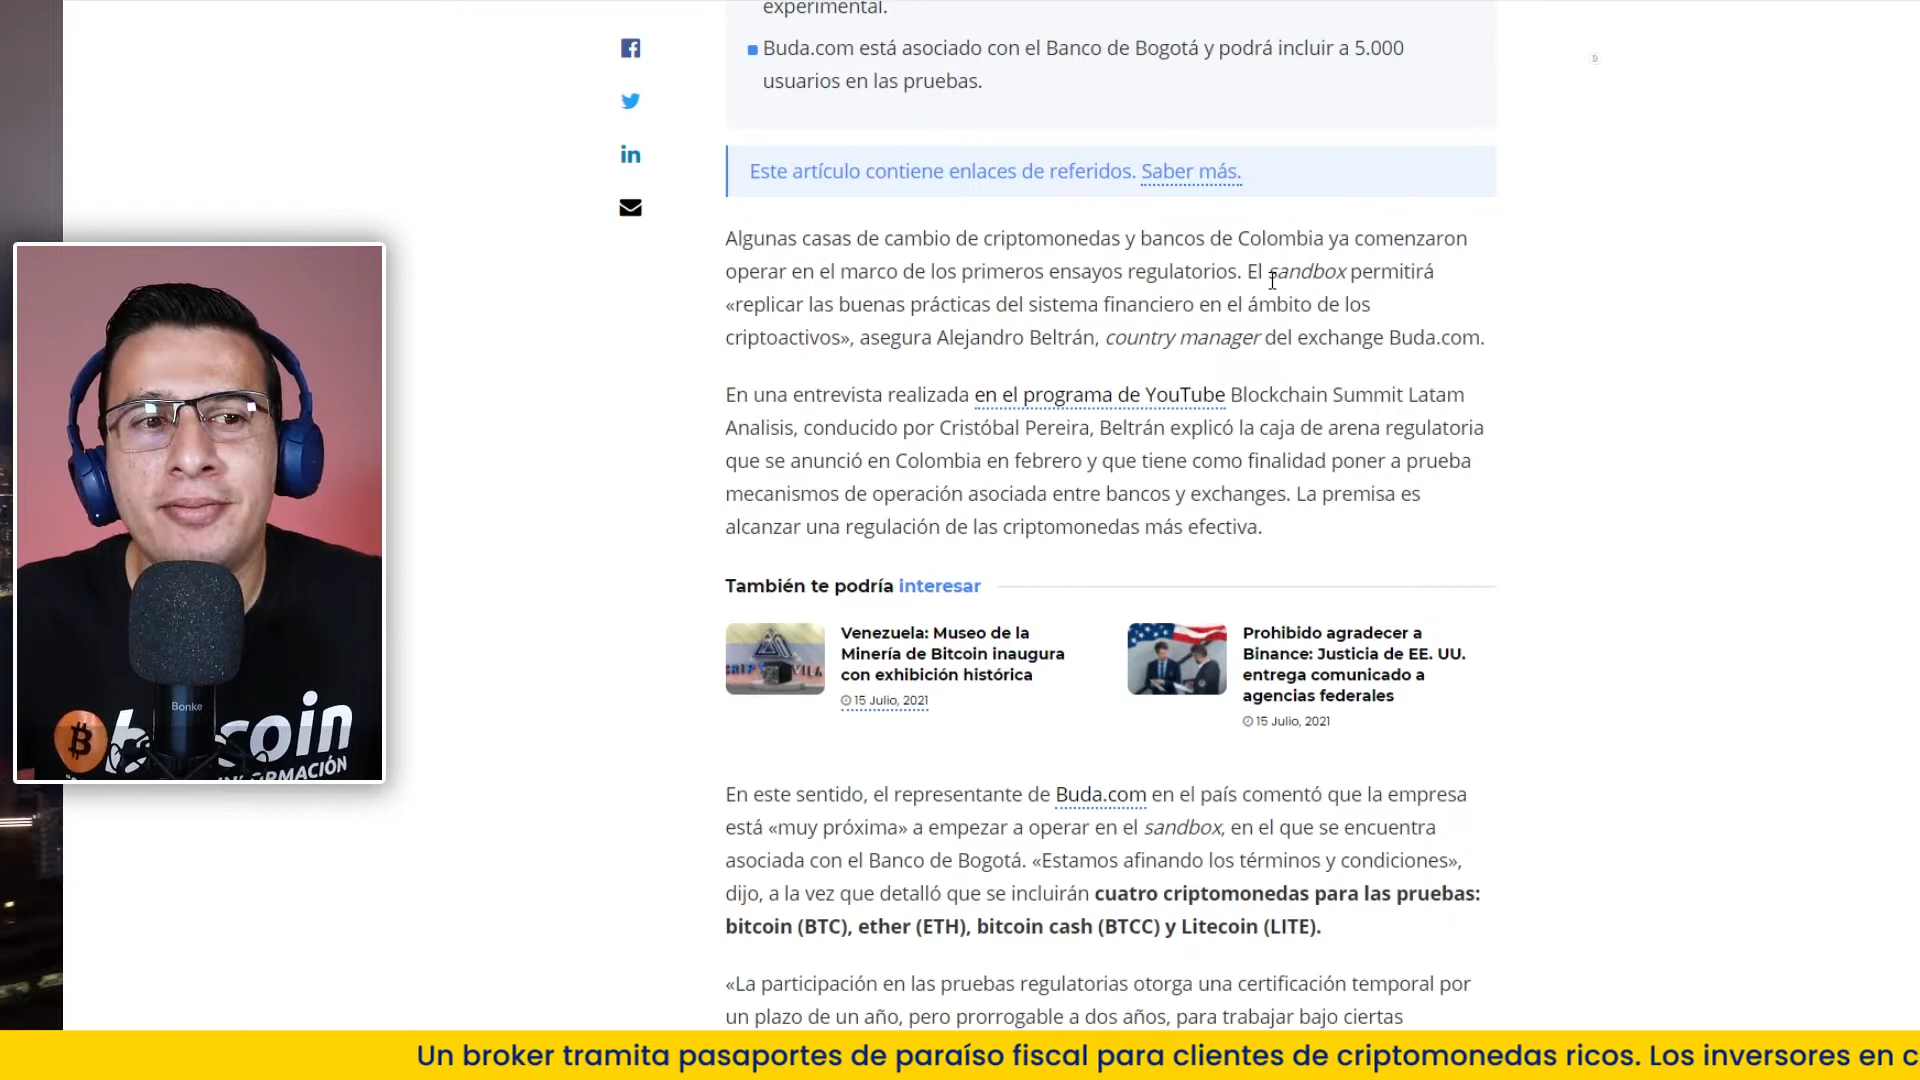 experimental.
Buda.com está asociado con el Banco de Bogotá y podrá incluir a 5.000
usuarios en las pruebas.
Este artículo contiene enlaces de referidos. Saber más.
Algunas casas de cambio de criptomonedas y bancos de Colombia ya comenzaron
operar en el marco de los primeros ensayos regulatorios. El sandbox permitirá
«replicar las buenas prácticas del sistema financiero en el ámbito de los
criptoactivos», asegura Alejandro Beltrán, country manager del exchange Buda.com.
En una entrevista realizada en el programa de YouTube Blockchain Summit Latam
Analisis, conducido por Cristóbal Pereira, Beltrán explicó la caja de arena regulatoria
que se anunció en Colombia en febrero y que tiene como finalidad poner a prueba
mecanismos de operación asociada entre bancos y exchanges. La premisa es
alcanzar una regulación de las criptomonedas más efectiva.
También te podría interesar
Venezuela: Museo de la
Minería de Bitcoin inaugura
con exhibición histórica
15 Julio, 2021
Prohibido agradecer a
Binance: Justicia de EE. UU.
entrega comunicado a
agencias federales
15 Julio, 2021
En este sentido, el representante de Buda.com en el país comentó que la empresa
está «muy próxima» a empezar a operar en el sandbox, en el que se encuentra
asociada con el Banco de Bogotá. «Estamos afinando los términos y condiciones»,
dijo, a la vez que detalló que se incluirán cuatro criptomonedas para las pruebas:
bitcoin (BTC), ether (ETH), bitcoin cash (BTCC) y Litecoin (LITE).
«La participación en las pruebas regulatorias otorga una certificación temporal por
un plazo de un año, pero prorrogable a dos años, para trabajar bajo ciertas
Bonke
coin
Un broker tramita pasaportes de paraíso fiscal para clientes de criptomonedas ricos. Los inversores en c